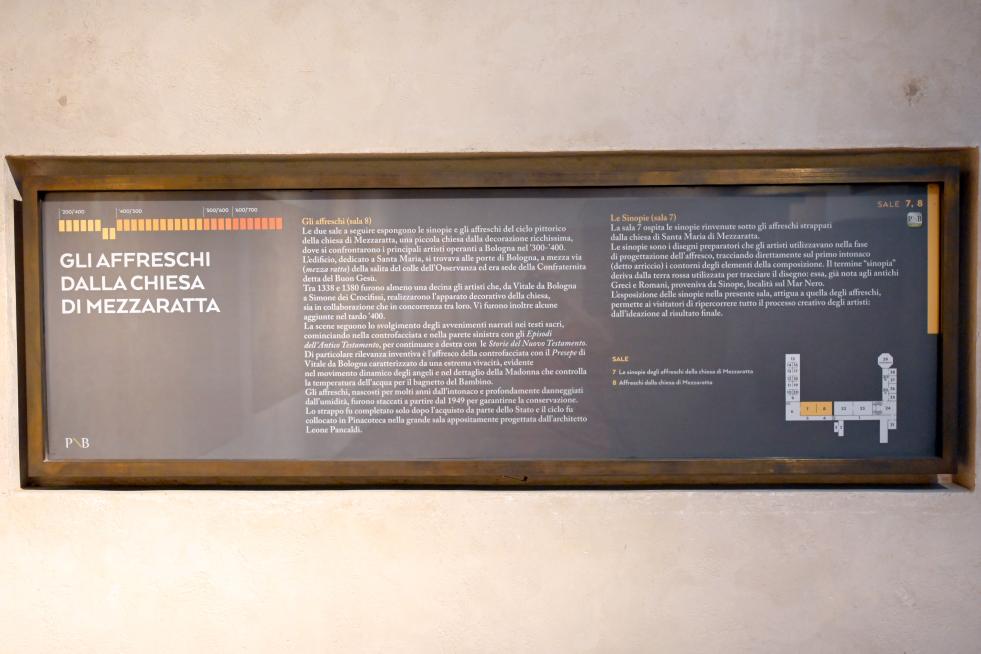 '200/'400
'400/'500
'500/'600
'600/'700
GLI AFFRESCHI
DALLA CHIESA
DI MEZZARATTA
Gli affreschi (sala 8)
Le due sale a seguire espongono le sinopie e gli affreschi del ciclo pittorico
della chiesa di Mezzaratta, una piccola chiesa dalla decorazione ricchissima,
dove si confrontarono i principali artisti operanti a Bologna nel '300-'400.
L'edificio, dedicato a Santa Maria, si trovava alle porte di Bologna, a mezza via
(mezza ratta) della salita del colle dell'Osservanza ed era sede della Confraternita
detta del Buon Gesù.
Tra 1338 e 1380 furono almeno una decina gli artisti che, da Vitale da Bologna
a Simone dei Crocifissi, realizzarono l'apparato decorativo della chiesa,
sia in collaborazione che in concorrenza tra loro. Vi furono inoltre alcune
aggiunte nel tardo '400.
La scene seguono lo svolgimento degli avvenimenti narrati nei testi sacri,
cominciando nella controfacciata e nella parete sinistra con gli Episodi
dell'Antico Testamento, per continuare a destra con le Storie del Nuovo Testamento.
Di particolare rilevanza inventiva è l'affresco della controfacciata con il Presepe di
Vitale da Bologna caratterizzato da una estrema vivacità, evidente
nel movimento dinamico degli angeli e nel dettaglio della Madonna che controlla
la temperatura dell'acqua per il bagnetto del Bambino.
Gli affreschi, nascosti per molti anni dall'intonaco e profondamente danneggiati
dall'umidità, furono staccati a partire dal 1949 per garantirne la conservazione.
Lo strappo fu completato solo dopo l'acquisto da parte dello Stato e il ciclo fu
collocato in Pinacoteca nella grande sala appositamente progettata dall'architetto
Leone Pancaldi.
SALE 7, 8
Le Sinopie (sala 7)
La sala 7 ospita le sinopie rinvenute sotto gli affreschi strappati
dalla chiesa di Santa Maria di Mezzaratta.
Le sinopie sono i disegni preparatori che gli artisti utilizzavano nella fase
di progettazione dell'affresco, tracciando direttamente sul primo intonaco
(detto arriccio) i contorni degli elementi della composizione. Il termine "sinopia"
deriva dalla terra rossa utilizzata per tracciare il disegno: essa, già nota agli antichi
Greci e Romani, proveniva da Sinope, località sul Mar Nero.
L'esposizione delle sinopie nella presente sala, attigua a quella degli affreschi,
permette ai visitatori di ripercorrere tutto il processo creativo degli artisti:
dall'ideazione al risultato finale.
SALE
7 Le sinopie degli affreschi della chiesa di Mezzaratta
8 Affreschi dalla chiesa di Mezzaratta
7 8 22 23
P\B